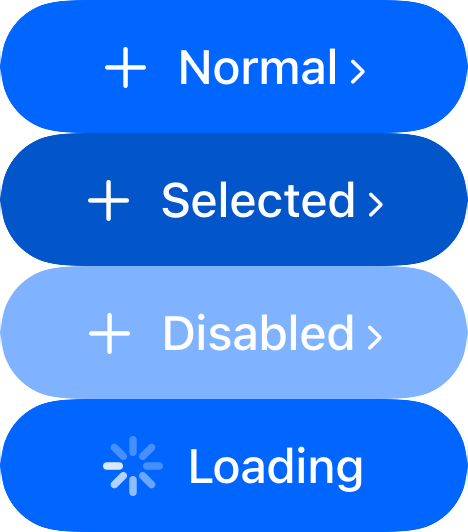 + Normal ›
+ Selected ›
+ Disabled ›
Loading